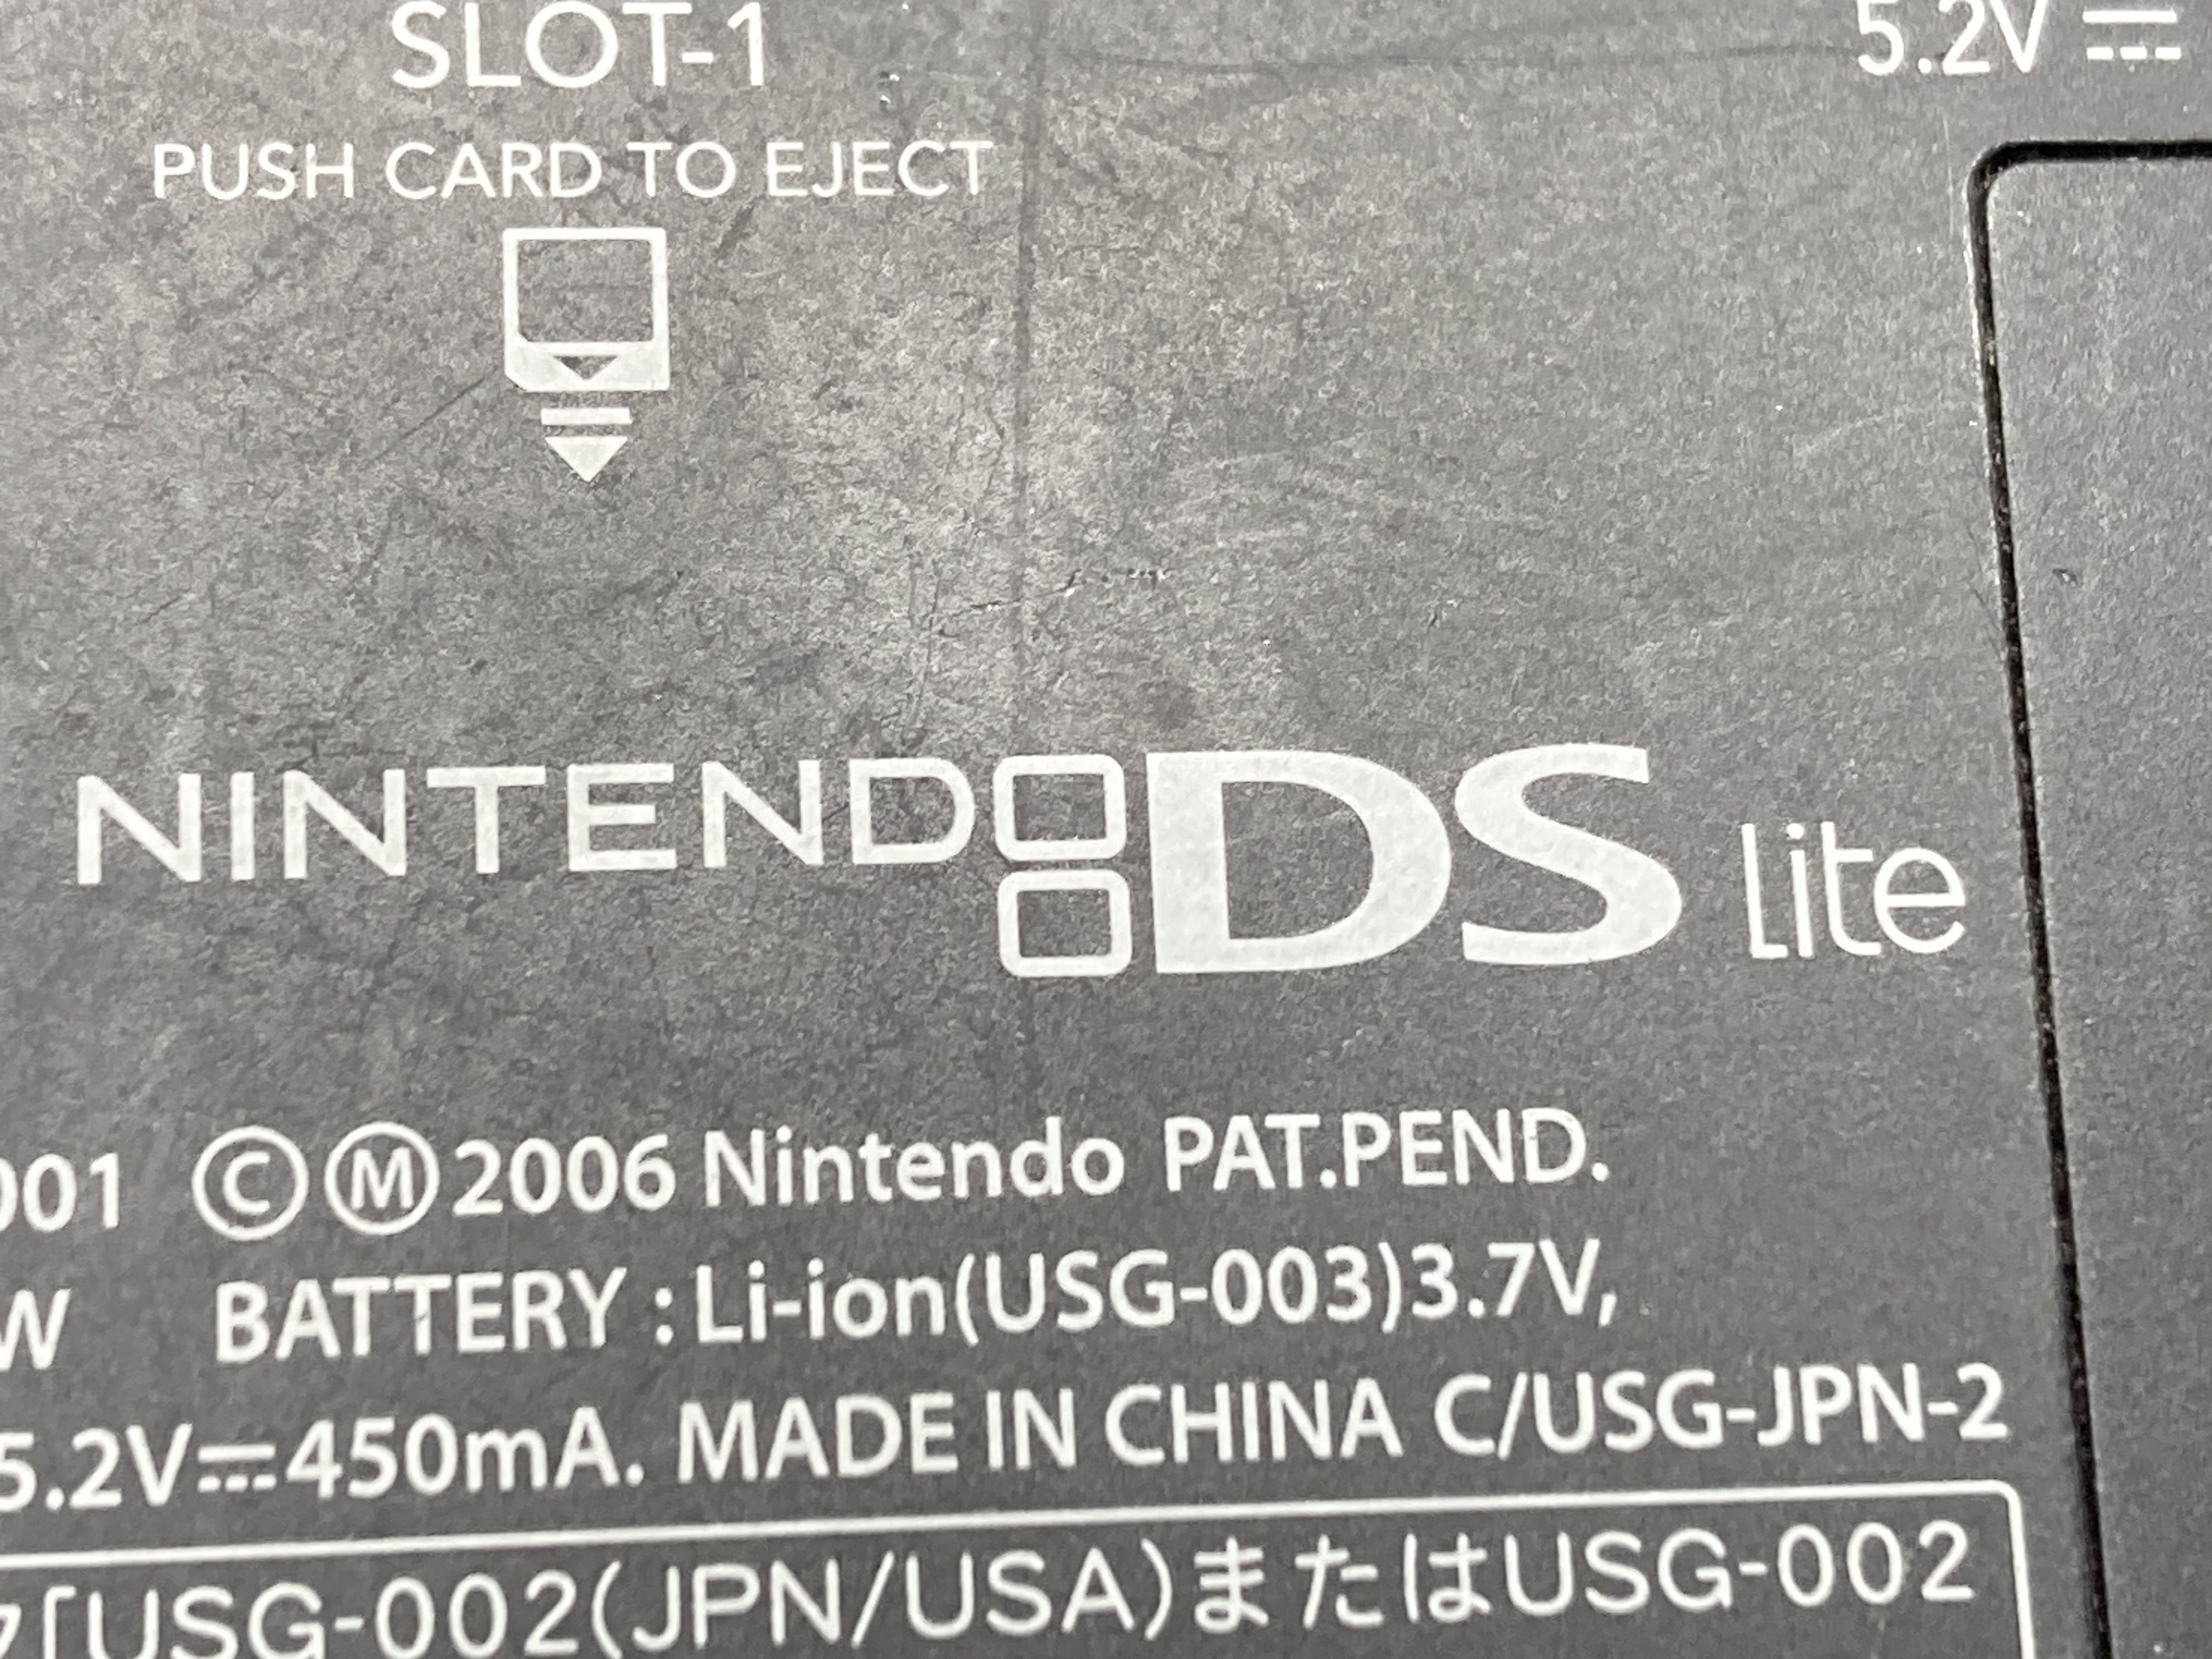 SLOT-1
5.2V ⎓
PUSH CARD TO EJECT
NINTENDO DS lite
001 ⒸⓂ2006 Nintendo PAT.PEND.
W BATTERY : Li-ion(USG-003)3.7V,
5.2V⎓450mA. MADE IN CHINA C/USG-JPN-2
「USG-002(JPN/USA)またはUSG-002